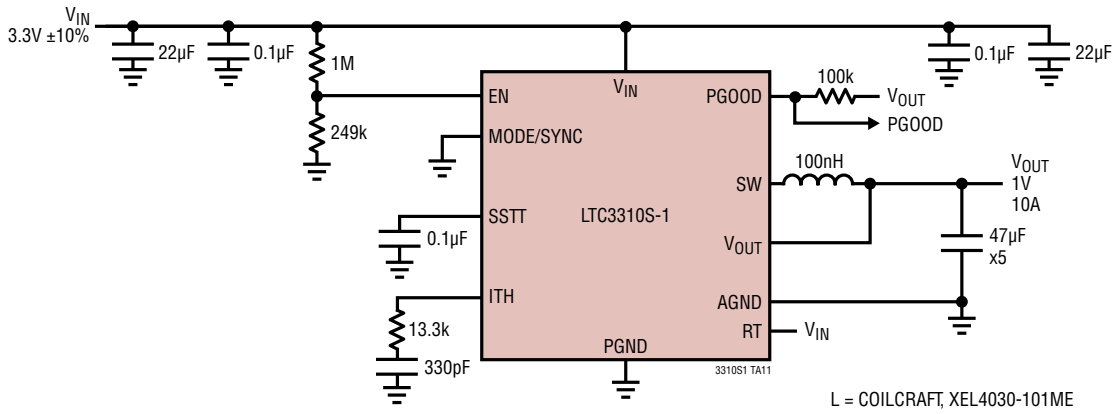 VIN
3.3V ±10%
22µF
0.1µF
1M
249k
0.1µF
22µF
VIN
EN
MODE/SYNC
SSTT
ITH
PGND
LTC3310S-1
PGOOD
SW
VOUT
AGND
RT
100k
VOUT
PGOOD
100nH
VOUT
1V
10A
47µF
x5
VIN
0.1µF
13.3k
330pF
3310S1 TA11
L = COILCRAFT, XEL4030-101ME